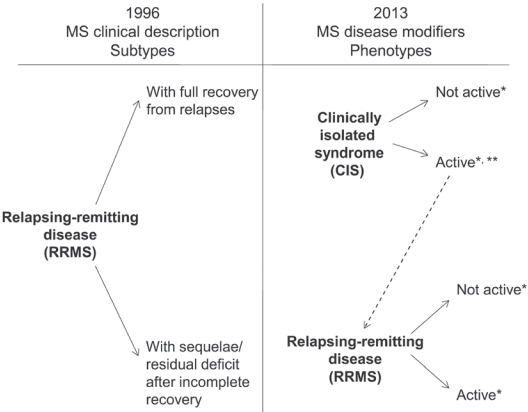 1996
MS clinical description
Subtypes
With full recovery
from relapses
Relapsing-remitting
disease
(RRMS)
With sequelae/
residual deficit
after incomplete
recovery
2013
MS disease modifiers
Phenotypes
Not active*
Clinically
isolated
syndrome
(CIS)
Active*, **
Not active*
Relapsing-remitting
disease
(RRMS)
Active*